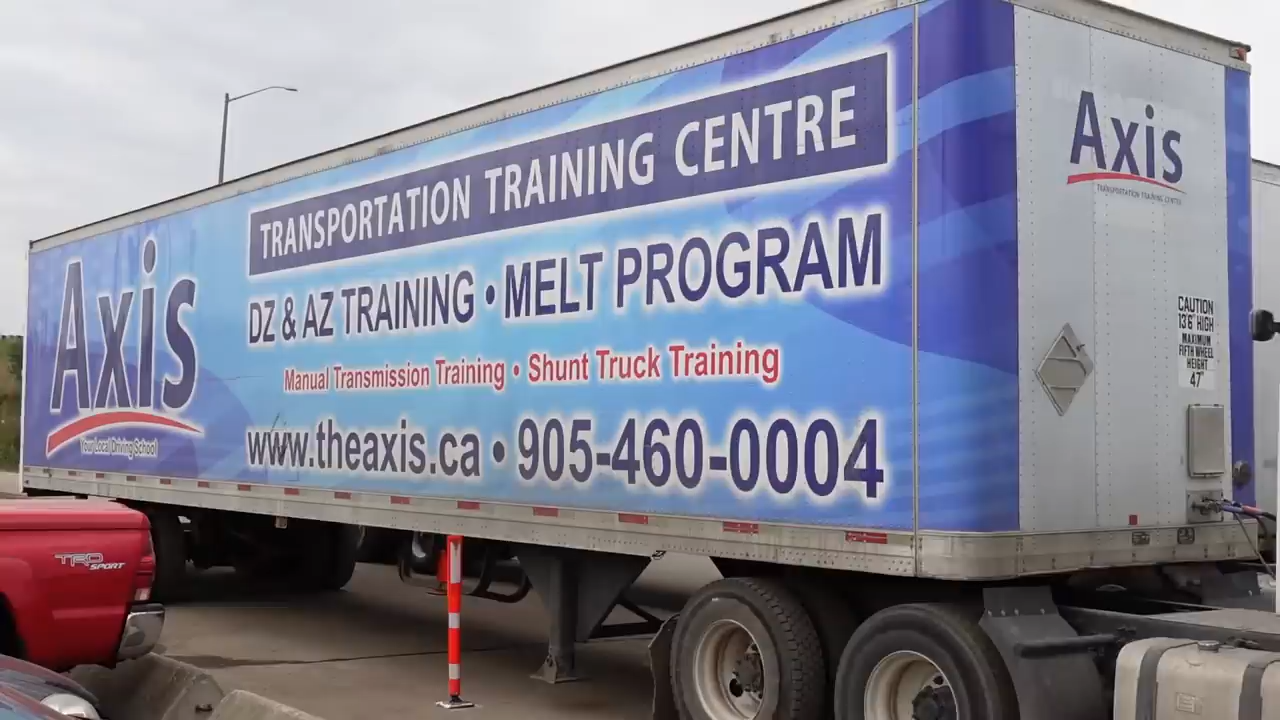 TRANSPORTATION TRAINING CENTRE
Axis
Your Local Driving School
DZ & AZ TRAINING • MELT PROGRAM
Manual Transmission Training • Shunt Truck Training
www.theaxis.ca • 905-460-0004
Axis
TRANSPORTATION TRAINING CENTRE
CAUTION
13'6" HIGH
MAXIMUM
FIFTH WHEEL
HEIGHT
47"
TRD
SPORT